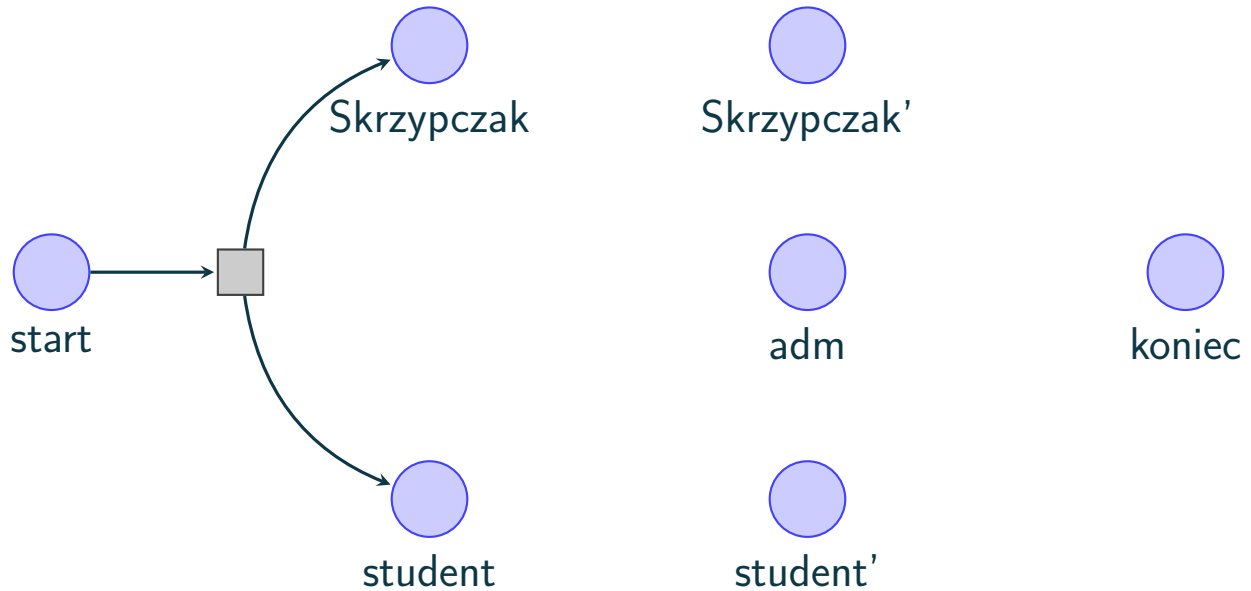 Skrzypczak
Skrzypczak'
start
adm
koniec
student
student'